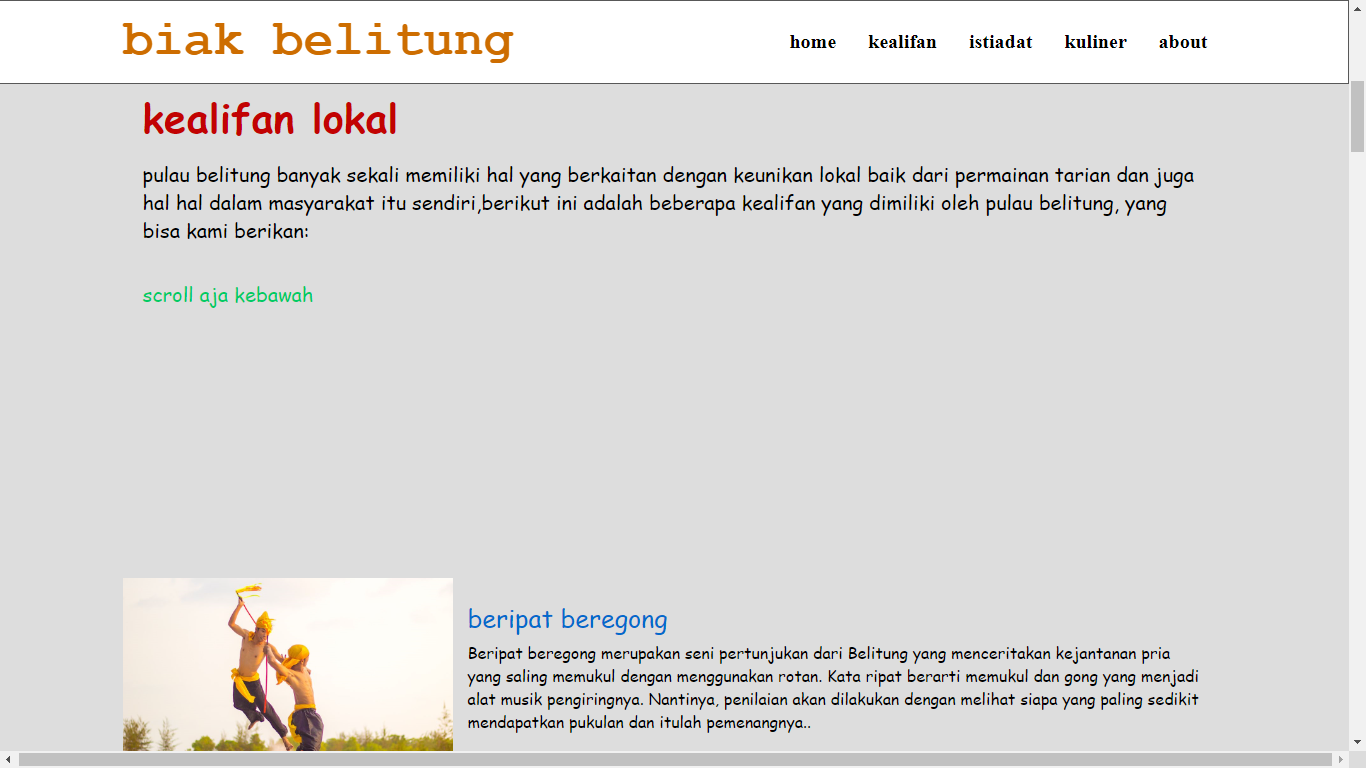 biak belitung
home kealifan istiadat kuliner about
kealifan lokal
pulau belitung banyak sekali memiliki hal yang berkaitan dengan keunikan lokal baik dari permainan tarian dan juga
hal hal dalam masyarakat itu sendiri,berikut ini adalah beberapa kealifan yang dimiliki oleh pulau belitung, yang
bisa kami berikan:
scroll aja kebawah
beripat beregong
Beripat beregong merupakan seni pertunjukan dari Belitung yang menceritakan kejantanan pria
yang saling memukul dengan menggunakan rotan. Kata ripat berarti memukul dan gong yang menjadi
alat musik pengiringnya. Nantinya, penilaian akan dilakukan dengan melihat siapa yang paling sedikit
mendapatkan pukulan dan itulah pemenangnya..